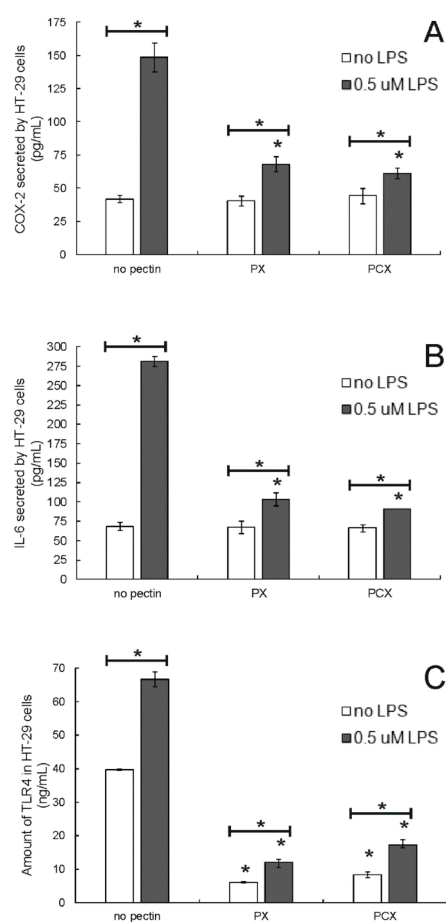 A
COX-2 secreted by HT-29 cells
(pg/mL)
175
150
125
100
75
50
25
0
no LPS
0.5 uM LPS
*
*
*
*
*
no pectin
PX
PCX
B
IL-6 secreted by HT-29 cells
(pg/mL)
300
275
250
225
200
175
150
125
100
75
50
25
0
no LPS
0.5 uM LPS
*
*
*
*
*
no pectin
PX
PCX
C
Amount of TLR4 in HT-29 cells
(ng/mL)
70
60
50
40
30
20
10
0
no LPS
0.5 uM LPS
*
*
*
*
*
*
*
no pectin
PX
PCX